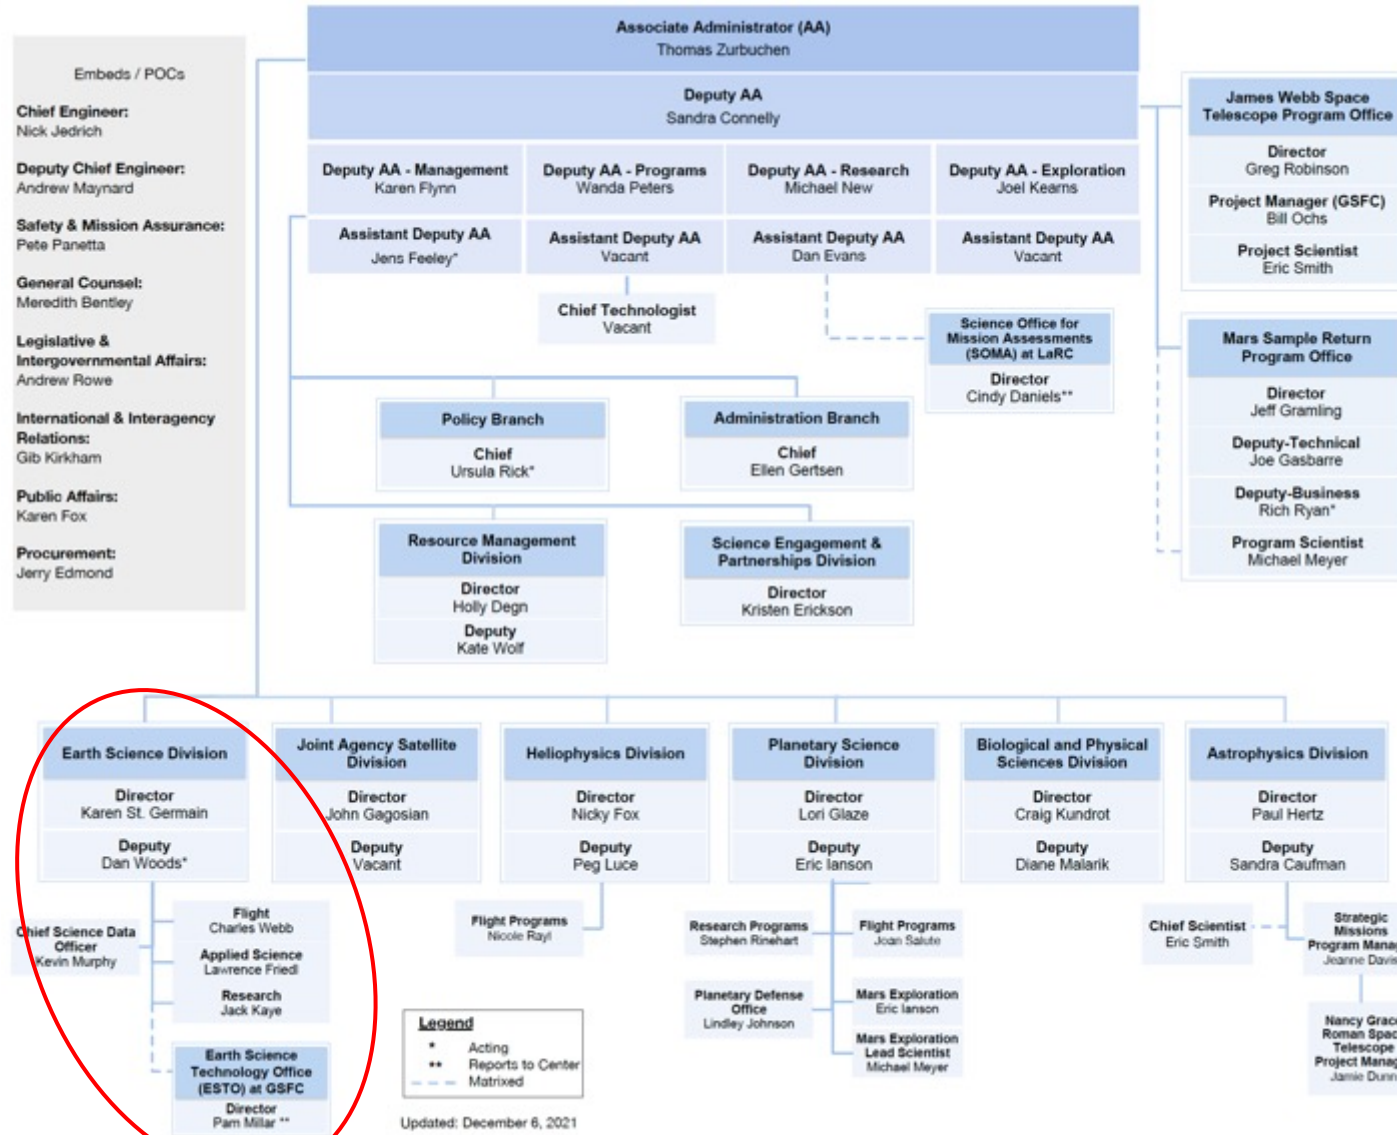 Associate Administrator (AA)
Thomas Zurbuchen
Deputy AA
Sandra Connelly
Deputy AA - Management
Karen Flynn
Deputy AA - Programs
Wanda Peters
Deputy AA - Research
Michael New
Deputy AA - Exploration
Joel Kearns
Assistant Deputy AA
Jens Feeley*
Assistant Deputy AA
Vacant
Assistant Deputy AA
Dan Evans
Assistant Deputy AA
Vacant
Chief Technologist
Vacant
Science Office for
Mission Assessments
(SOMA) at LaRC
Director
Cindy Daniels**
Embeds / POCs
Chief Engineer:
Nick Jedrich
Deputy Chief Engineer:
Andrew Maynard
Safety & Mission Assurance:
Pete Panetta
General Counsel:
Meredith Bentley
Legislative &
Intergovernmental Affairs:
Andrew Rowe
International & Interagency
Relations:
Gib Kirkham
Public Affairs:
Karen Fox
Procurement:
Jerry Edmond
James Webb Space
Telescope Program Office
Director
Greg Robinson
Project Manager (GSFC)
Bill Ochs
Project Scientist
Eric Smith
Mars Sample Return
Program Office
Director
Jeff Gramling
Deputy-Technical
Joe Gasbarre
Deputy-Business
Rich Ryan*
Program Scientist
Michael Meyer
Policy Branch
Chief
Ursula Rick*
Administration Branch
Chief
Ellen Gertsen
Resource Management
Division
Director
Holly Degn
Deputy
Kate Wolf
Science Engagement &
Partnerships Division
Director
Kristen Erickson
Earth Science Division
Director
Karen St. Germain
Deputy
Dan Woods*
Chief Science Data
Officer
Kevin Murphy
Flight
Charles Webb
Applied Science
Lawrence Friedl
Research
Jack Kaye
Earth Science
Technology Office
(ESTO) at GSFC
Director
Pam Millar **
Joint Agency Satellite
Division
Director
John Gagosian
Deputy
Vacant
Heliophysics Division
Director
Nicky Fox
Deputy
Peg Luce
Flight Programs
Nicole Rayl
Planetary Science
Division
Director
Lori Glaze
Deputy
Eric Ianson
Research Programs
Stephen Rinehart
Flight Programs
Joan Salute
Planetary Defense
Office
Lindley Johnson
Mars Exploration
Eric Ianson
Mars Exploration
Lead Scientist
Michael Meyer
Biological and Physical
Sciences Division
Director
Craig Kundrot
Deputy
Diane Malarik
Astrophysics Division
Director
Paul Hertz
Deputy
Sandra Caufman
Chief Scientist
Eric Smith
Strategic
Missions
Program Manag
Jeanne Davis
Nancy Grace
Roman Spac
Telescope
Project Manag
Jamie Dunn
Legend
* Acting
** Reports to Center
Matrixed
Updated: December 6, 2021